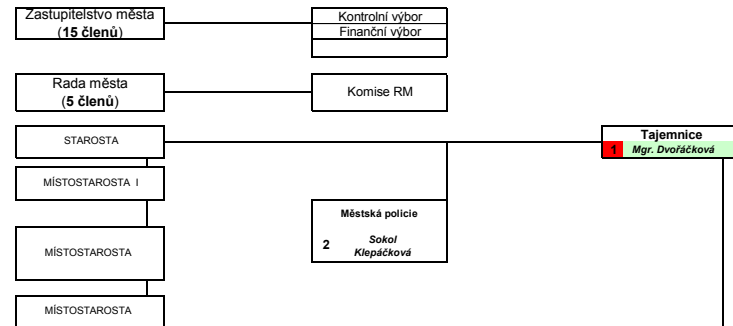 Zastupitelstvo města
(15 členů)
Kontrolní výbor
Finanční výbor
Rada města
(5 členů)
Komise RM
STAROSTA
Tajemnice
1 Mgr. Dvořáčková
MÍSTOSTAROSTA I
Městská policie
2 Sokol
Klepáčková
MÍSTOSTAROSTA
MÍSTOSTAROSTA